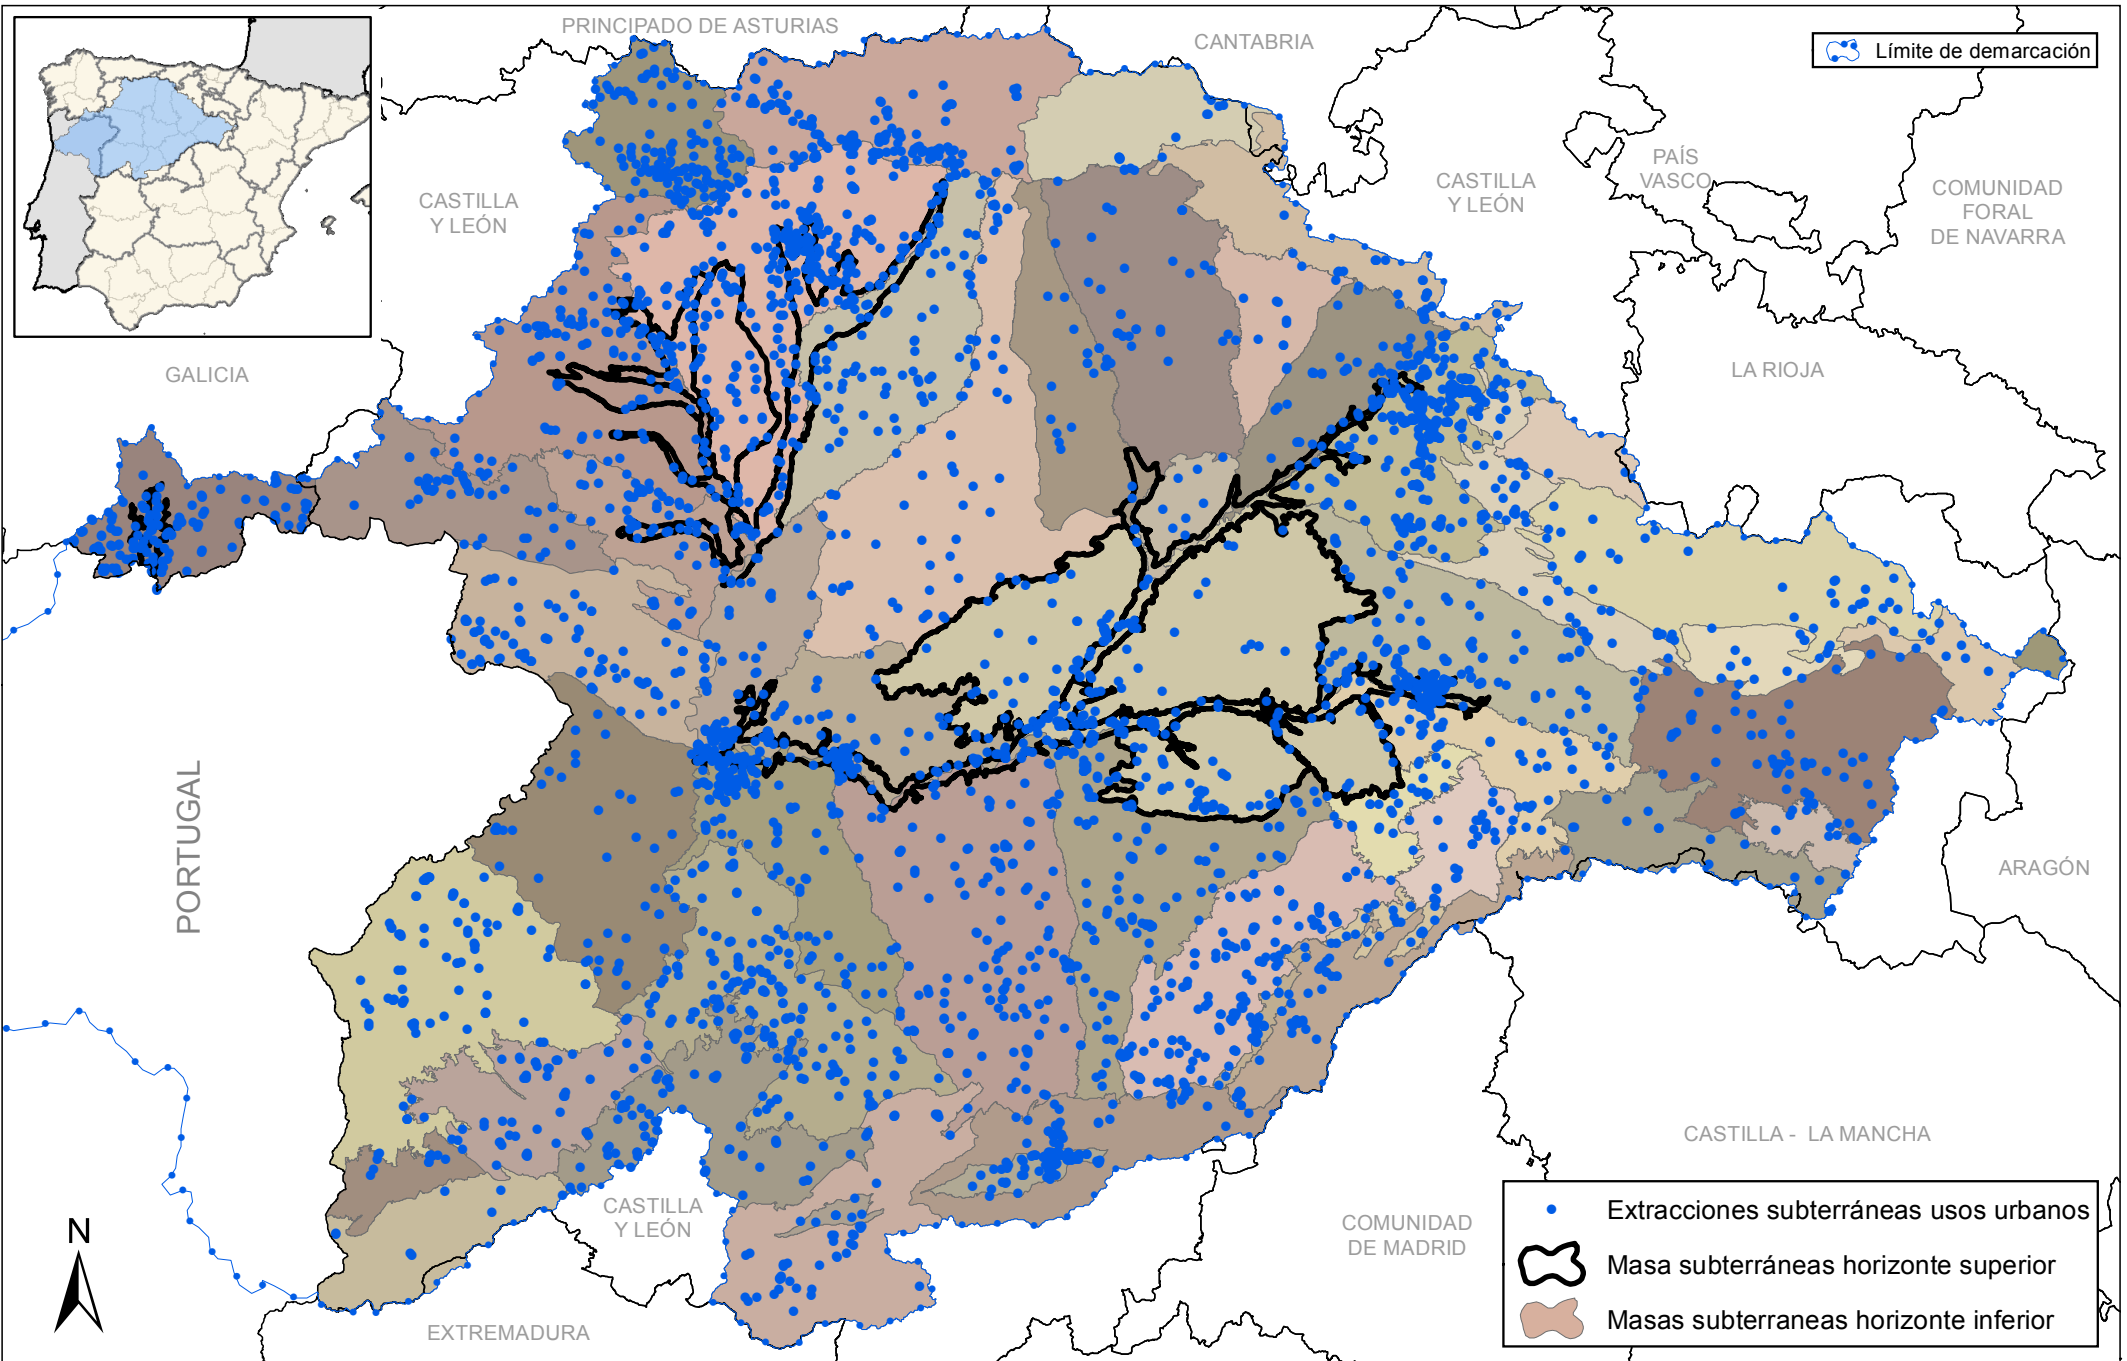 PRINCIPADO DE ASTURIAS
CANTABRIA
Límite de demarcación
PAÍS
VASCO
CASTILLA
Y LEÓN
CASTILLA
Y LEÓN
COMUNIDAD
FORAL
DE NAVARRA
GALICIA
LA RIOJA
PORTUGAL
ARAGÓN
CASTILLA - LA MANCHA
CASTILLA
Y LEÓN
COMUNIDAD
DE MADRID
EXTREMADURA
N
Extracciones subterráneas usos urbanos
Masa subterráneas horizonte superior
Masas subterraneas horizonte inferior